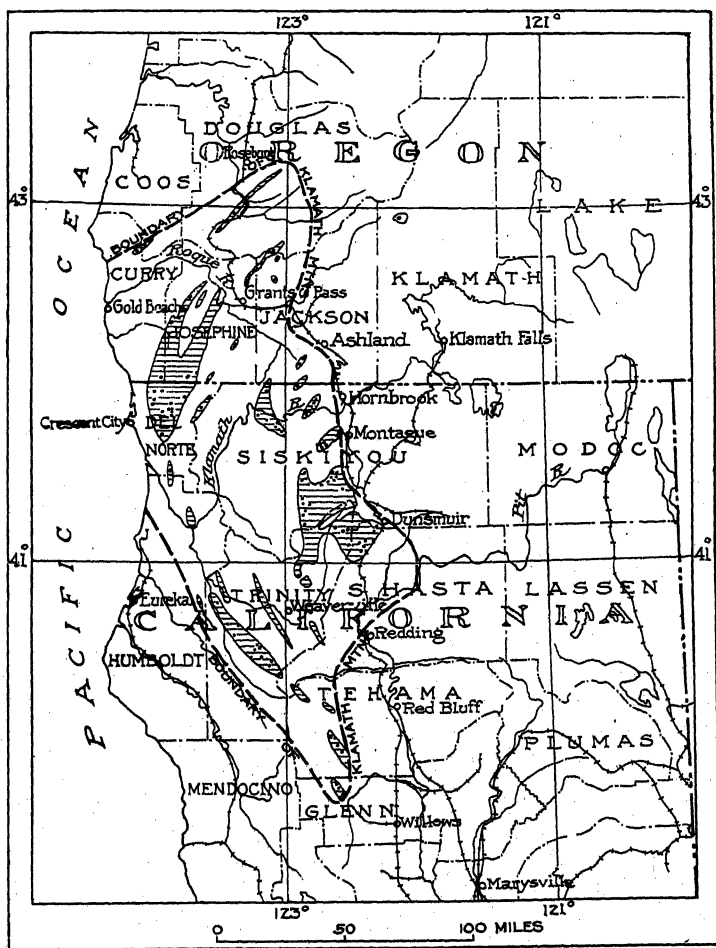 123°
121°
DOUGLAS
Roseburg
OREGON
COOS
KLAMATH MTN
43°
43°
LAKE
BOUNDARY
OCEAN
Rogue R.
CURRY
KLAMATH
Grants Pass
Gold Beach
JACKSON
JOSEPHINE
Ashland
Klamath Falls
R.
Hornbrook
Crescent City
DEL
NORTE
Klamath
Montague
SISKIYOU
MODOC
Pit R.
Dunsmuir
41°
41°
PACIFIC
TRINITY
SHASTA
LASSEN
Eureka
Weaverville
CALIFORNIA
Redding
HUMBOLDT
BOUNDARY
KLAMATH MTN
TEHAMA
Red Bluff
PLUMAS
MENDOCINO
GLENN
Willows
Marysville
123°
121°
0 50 100 MILES